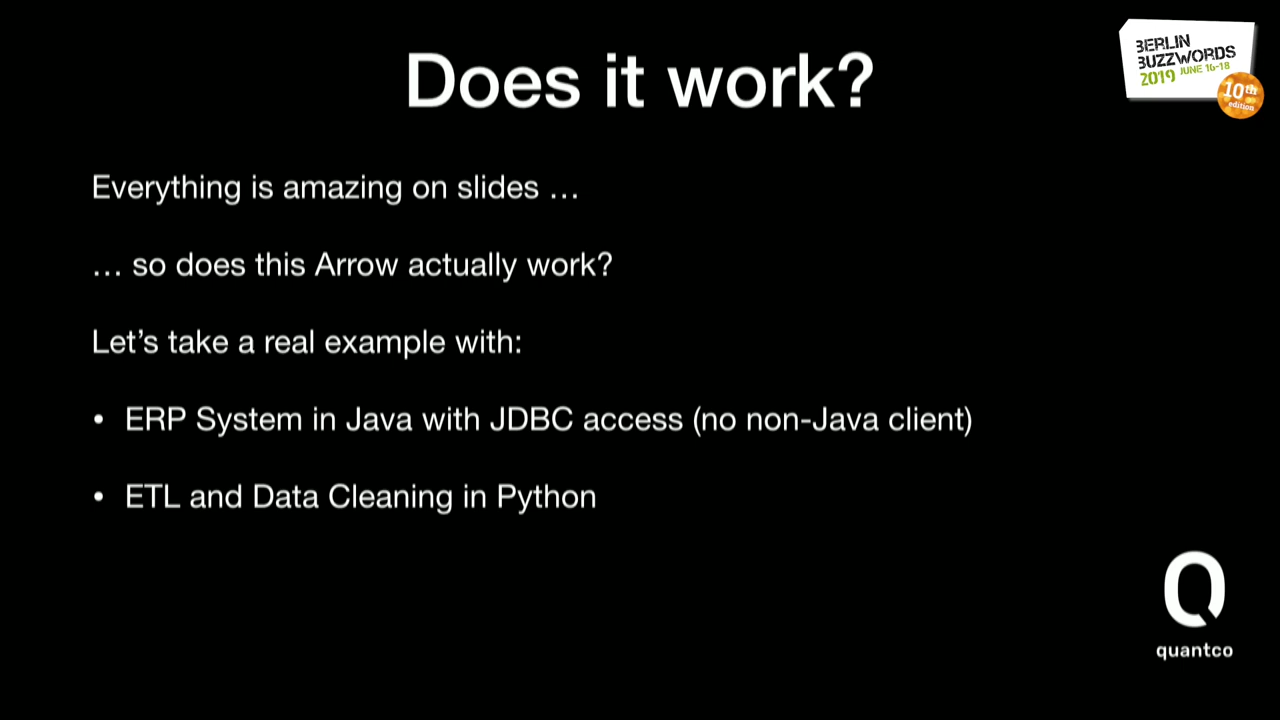 BERLIN
BUZZWORDS
2019 JUNE 16-18
10th
edition
Does it work?
Everything is amazing on slides …
… so does this Arrow actually work?
Let’s take a real example with:
• ERP System in Java with JDBC access (no non-Java client)
• ETL and Data Cleaning in Python
Q
quantco